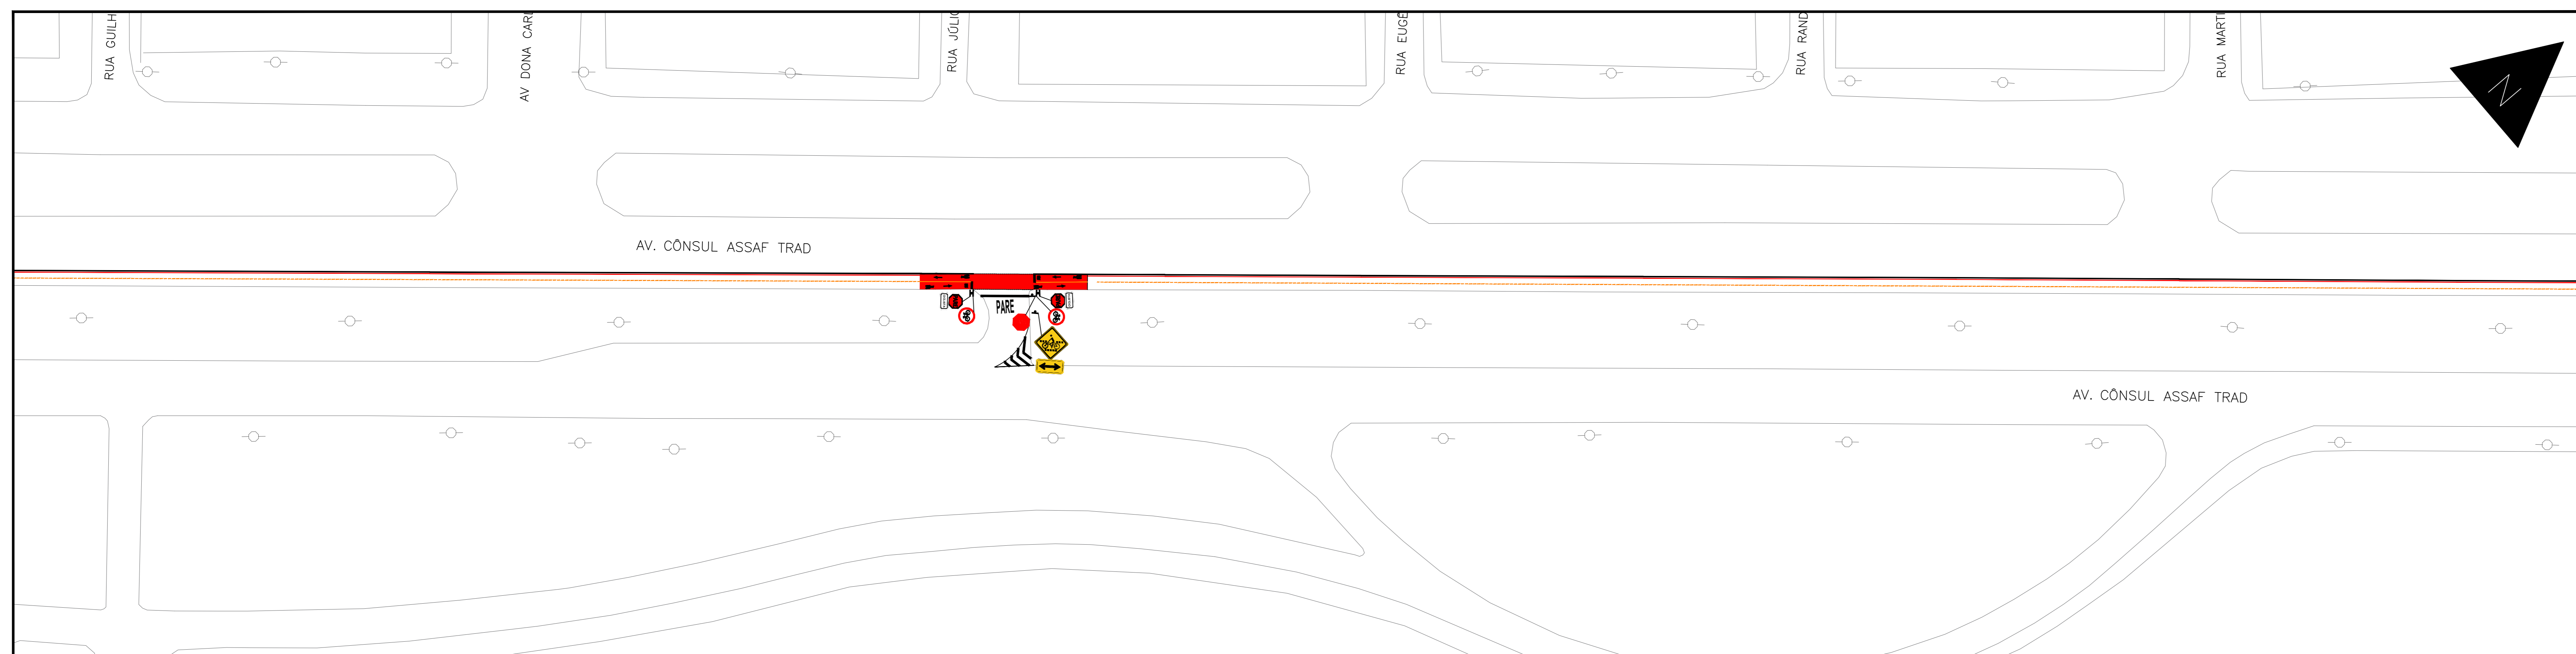 RUA GUILH
AV DONA CARL
RUA JÚLIO
RUA EUGÊ
RUA RAND
RUA MARTI
N
AV. CÔNSUL ASSAF TRAD
PARE
AV. CÔNSUL ASSAF TRAD